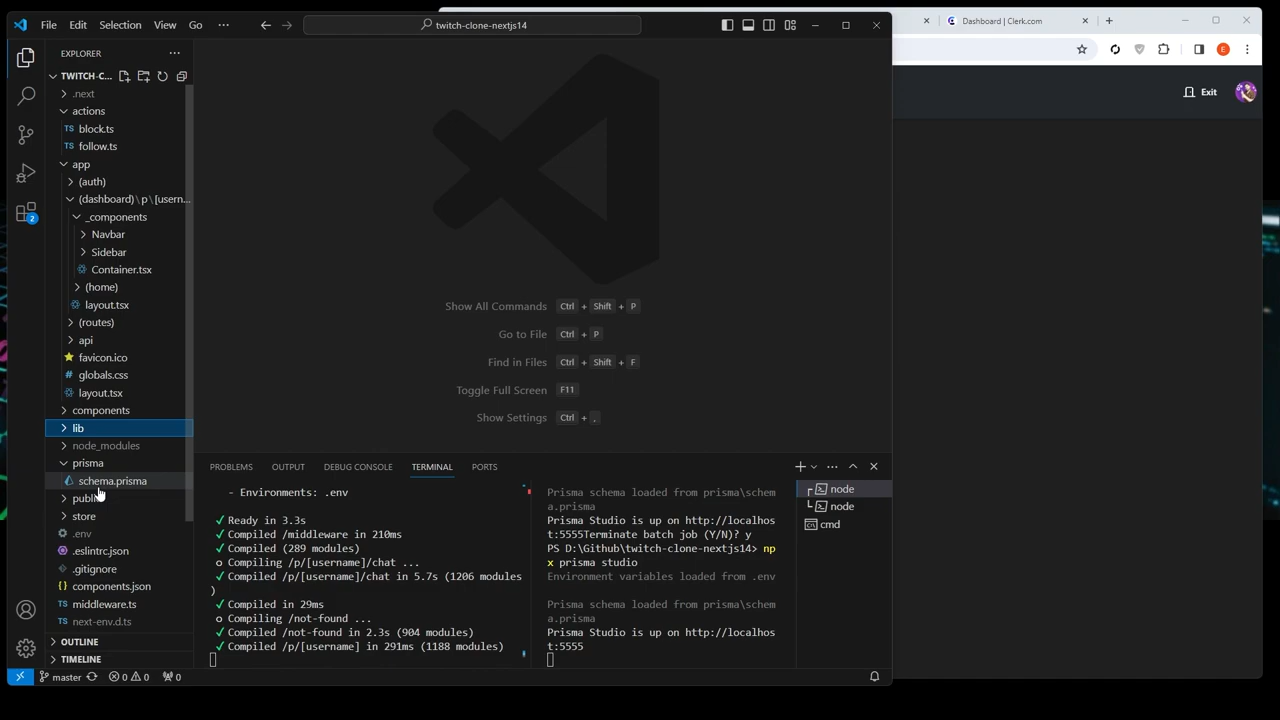 File Edit Selection View Go ···
twitch-clone-nextjs14
Dashboard | Clerk.com
E
Exit
EXPLORER
TWITCH-C...
.next
actions
TS block.ts
TS follow.ts
app
(auth)
(dashboard) \ p \ [usern...
_components
Navbar
Sidebar
Container.tsx
(home)
layout.tsx
(routes)
api
favicon.ico
globals.css
layout.tsx
components
lib
node_modules
prisma
schema.prisma
store
.env
.eslintrc.json
.gitignore
{} components.json
TS middleware.ts
TS next-env.d.ts
OUTLINE
TIMELINE
2
Show All Commands Ctrl + Shift + P
Go to File Ctrl + P
Find in Files Ctrl + Shift + F
Toggle Full Screen F11
Show Settings Ctrl + ,
PROBLEMS OUTPUT DEBUG CONSOLE TERMINAL PORTS
- Environments: .env
✓ Ready in 3.3s
✓ Compiled /middleware in 210ms
✓ Compiled (289 modules)
o Compiling /p/[username]/chat ...
✓ Compiled /p/[username]/chat in 5.7s (1206 modules
)
✓ Compiled in 29ms
o Compiling /not-found ...
✓ Compiled /not-found in 2.3s (904 modules)
✓ Compiled /p/[username] in 291ms (1188 modules)
Prisma schema loaded from prisma\schem
a.prisma
Prisma Studio is up on http://localhos
t:5555Terminate batch job (Y/N)? y
PS D:\Github\twitch-clone-nextjs14> np
x prisma studio
Environment variables loaded from .env
Prisma schema loaded from prisma\schem
a.prisma
Prisma Studio is up on http://localhos
t:5555
node
node
cmd
master 0 0 0